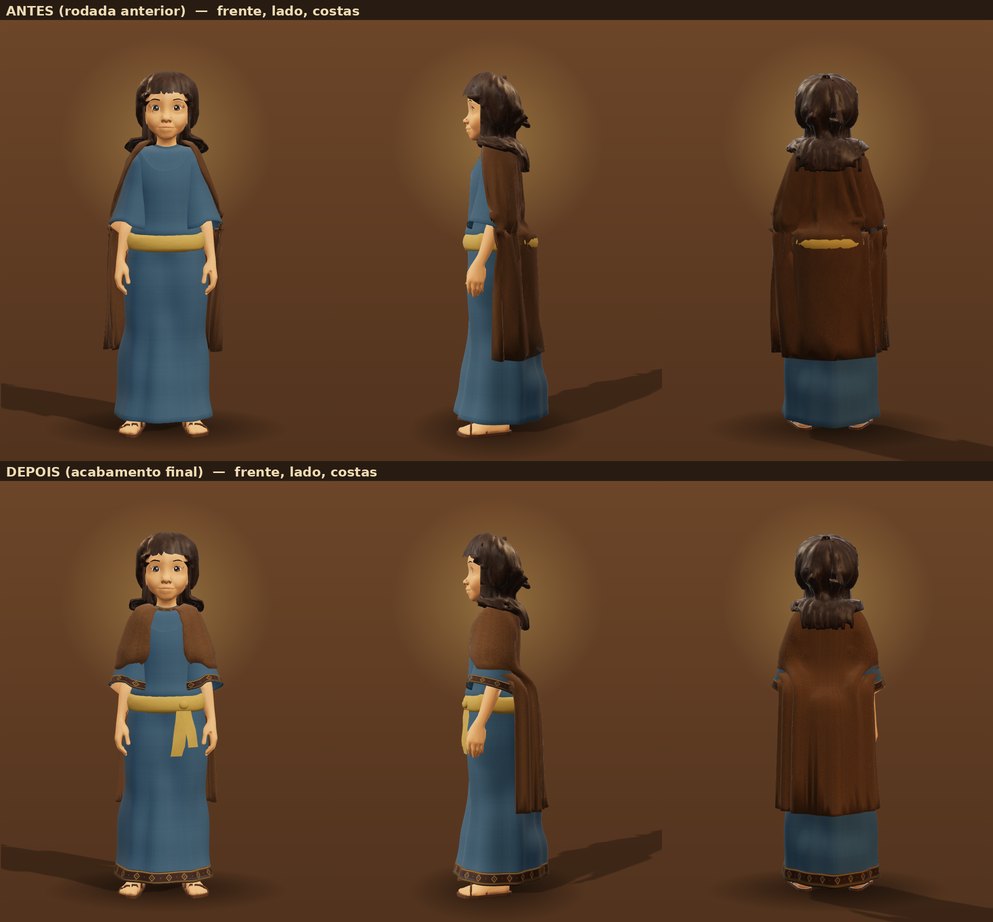 ANTES (rodada anterior) — frente, lado, costas
DEPOIS (acabamento final) — frente, lado, costas